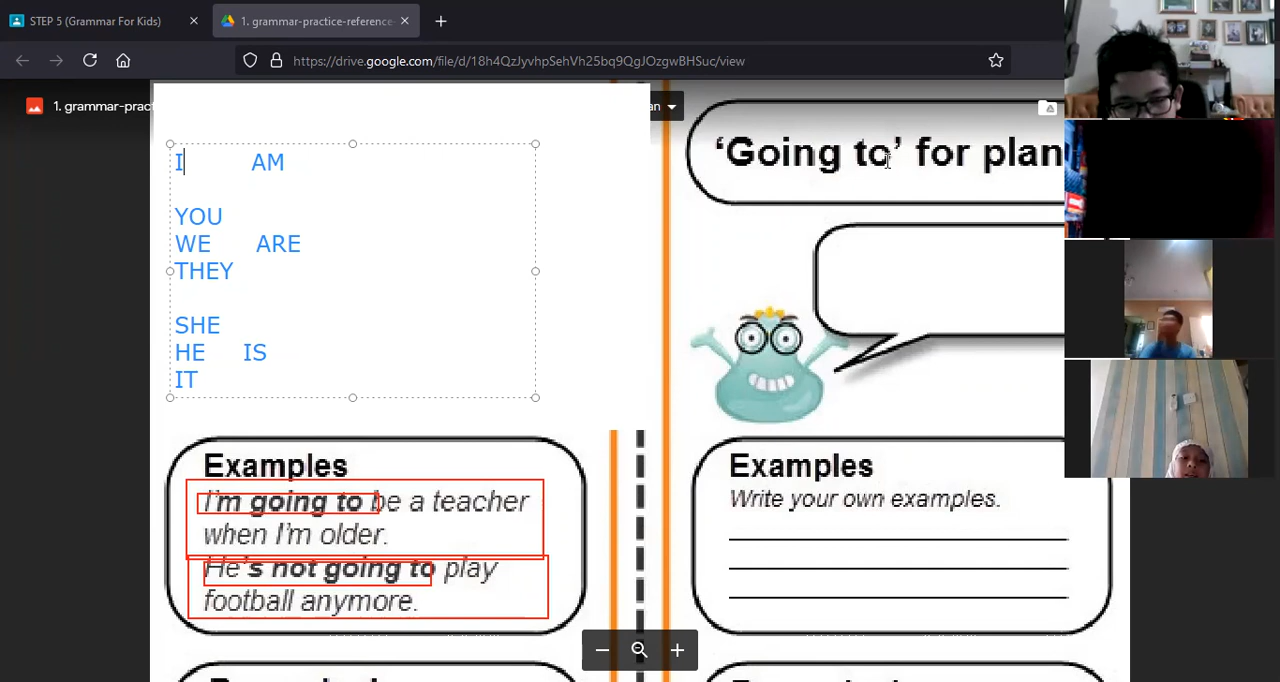 STEP 5 (Grammar For Kids)
1. grammar-practice-reference-
https://drive.google.com/file/d/18h4QzJyvhpSehVh25bq9QgJOzgwBHSuc/view
1. grammar-pract
an
I AM
YOU
WE ARE
THEY
SHE
HE IS
IT
Examples
I'm going to be a teacher
when I'm older.
He's not going to play
football anymore.
'Going to' for plan
Examples
Write your own examples.